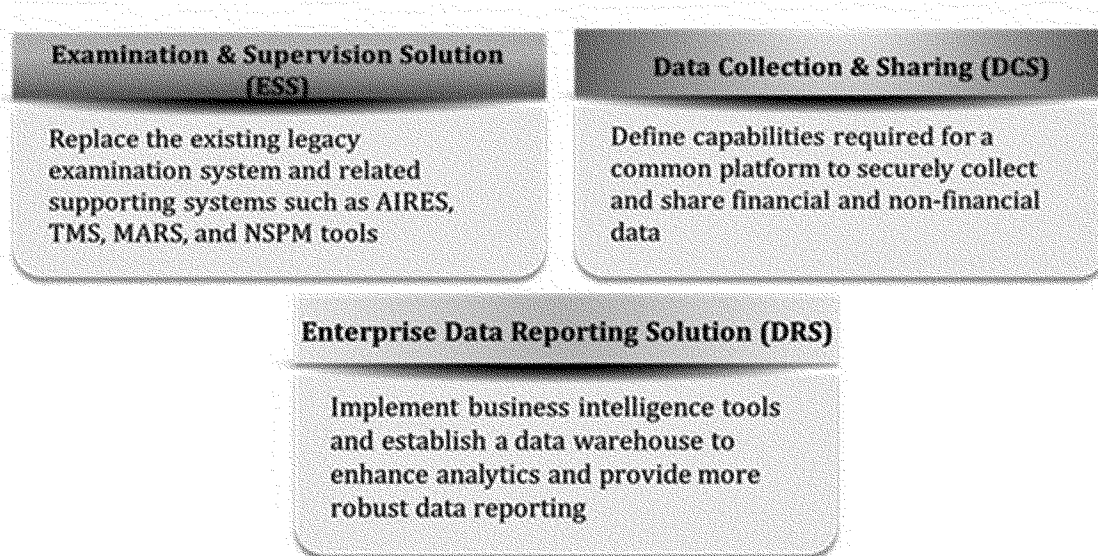 Examination & Supervision Solution
(ESS)
Replace the existing legacy
examination system and related
supporting systems such as AIRES,
TMS, MARS, and NSPM tools
Data Collection & Sharing (DCS)
Define capabilities required for a
common platform to securely collect
and share financial and non-financial
data
Enterprise Data Reporting Solution (DRS)
Implement business intelligence tools
and establish a data warehouse to
enhance analytics and provide more
robust data reporting